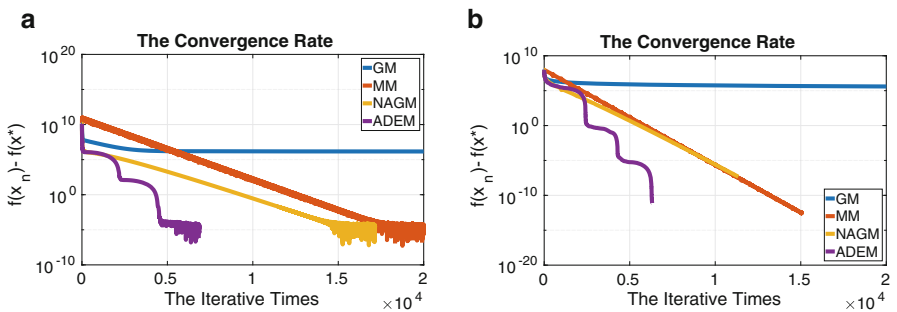 a
The Convergence Rate
f(x_n)- f(x*)
10^20
10^10
10^0
10^-10
GM
MM
NAGM
ADEM
0
0.5
1
1.5
2
The Iterative Times
×10^4
b
The Convergence Rate
f(x_n)- f(x*)
10^10
10^0
10^-10
10^-20
GM
MM
NAGM
ADEM
0
0.5
1
1.5
2
The Iterative Times
×10^4